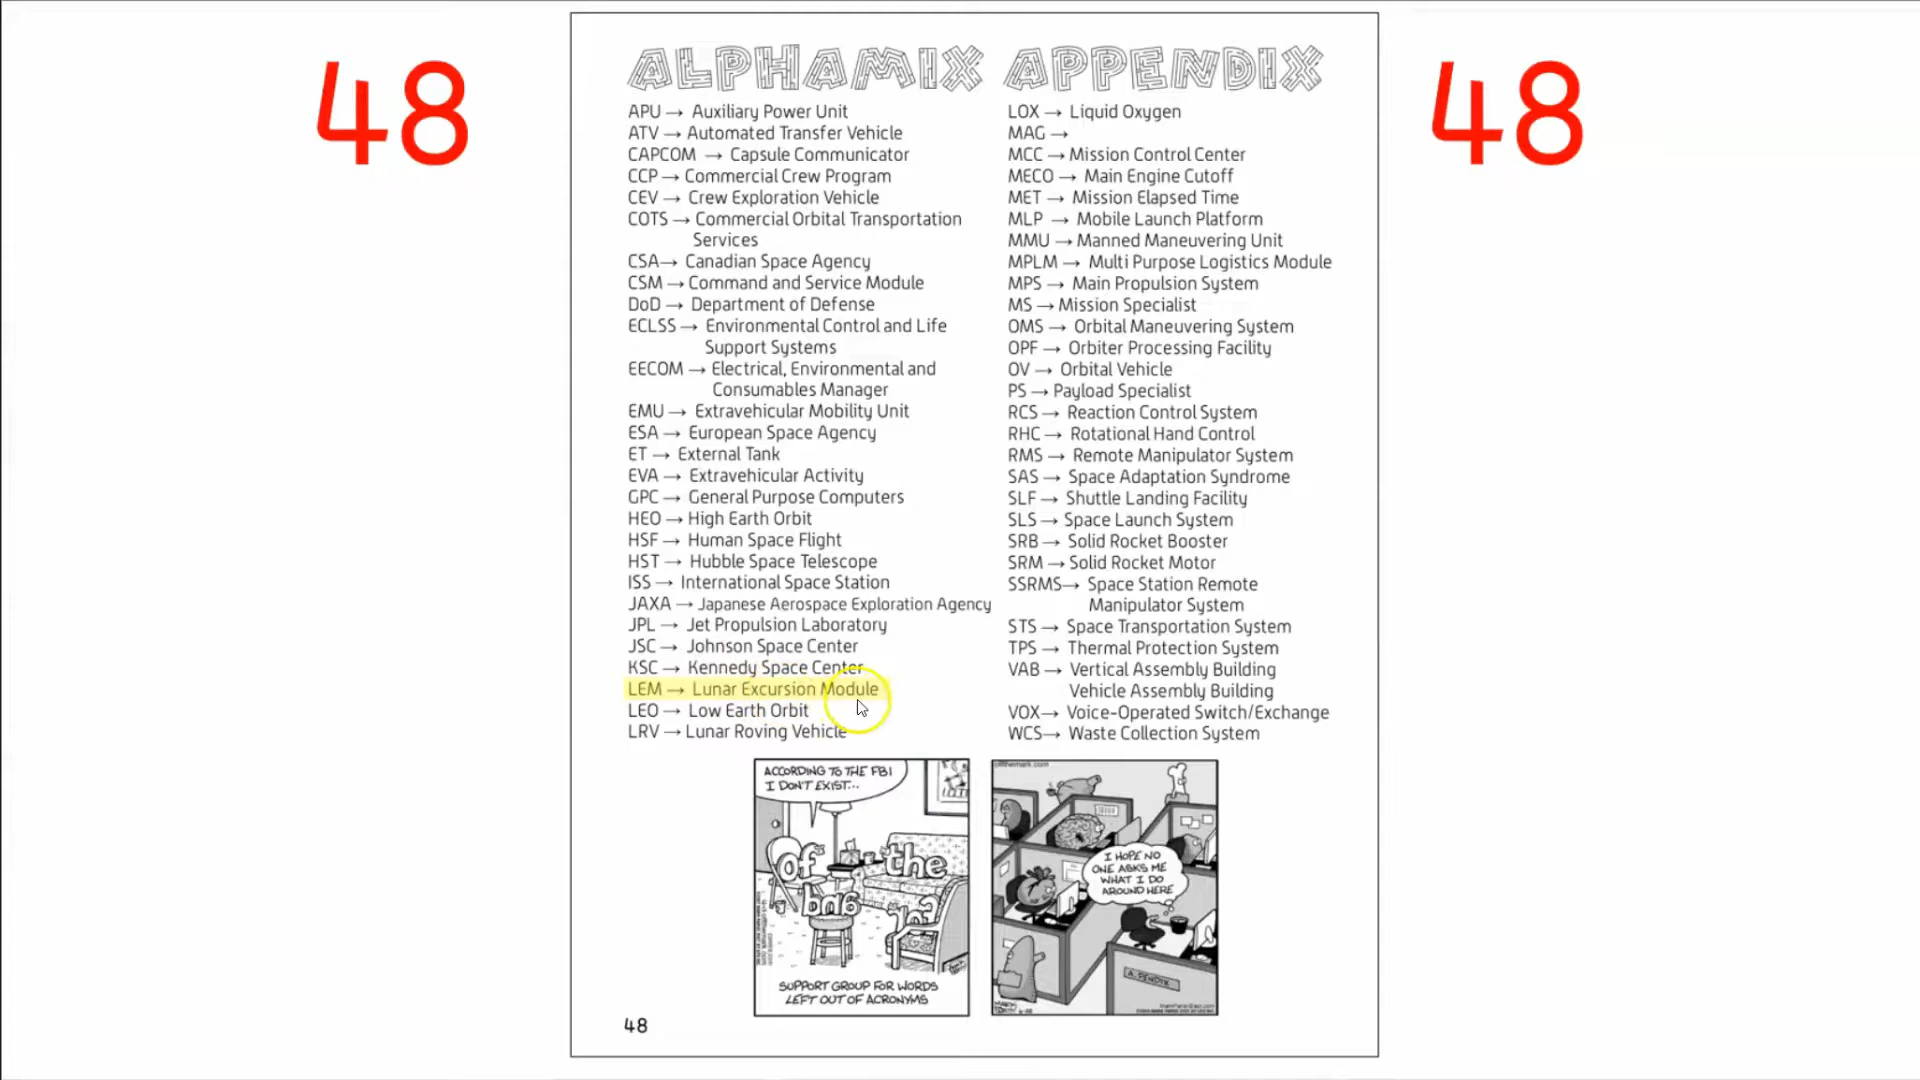 48
48
ALPHAMIX APPENDIX
APU → Auxiliary Power Unit
ATV → Automated Transfer Vehicle
CAPCOM → Capsule Communicator
CCP → Commercial Crew Program
CEV → Crew Exploration Vehicle
COTS → Commercial Orbital Transportation
Services
CSA→ Canadian Space Agency
CSM → Command and Service Module
DoD → Department of Defense
ECLSS → Environmental Control and Life
Support Systems
EECOM → Electrical, Environmental and
Consumables Manager
EMU → Extravehicular Mobility Unit
ESA → European Space Agency
ET → External Tank
EVA → Extravehicular Activity
GPC → General Purpose Computers
HEO → High Earth Orbit
HSF → Human Space Flight
HST → Hubble Space Telescope
ISS → International Space Station
JAXA → Japanese Aerospace Exploration Agency
JPL → Jet Propulsion Laboratory
JSC → Johnson Space Center
KSC → Kennedy Space Center
LEM → Lunar Excursion Module
LEO → Low Earth Orbit
LRV → Lunar Roving Vehicle
LOX → Liquid Oxygen
MAG →
MCC → Mission Control Center
MECO → Main Engine Cutoff
MET → Mission Elapsed Time
MLP → Mobile Launch Platform
MMU → Manned Maneuvering Unit
MPLM → Multi Purpose Logistics Module
MPS → Main Propulsion System
MS → Mission Specialist
OMS → Orbital Maneuvering System
OPF → Orbiter Processing Facility
OV → Orbital Vehicle
PS → Payload Specialist
RCS → Reaction Control System
RHC → Rotational Hand Control
RMS → Remote Manipulator System
SAS → Space Adaptation Syndrome
SLF → Shuttle Landing Facility
SLS → Space Launch System
SRB → Solid Rocket Booster
SRM → Solid Rocket Motor
SSRMS→ Space Station Remote
Manipulator System
STS → Space Transportation System
TPS → Thermal Protection System
VAB → Vertical Assembly Building
Vehicle Assembly Building
VOX→ Voice-Operated Switch/Exchange
WCS→ Waste Collection System
ACCORDING TO THE FBI
I DON'T EXIST...
of
the
SUPPORT GROUP FOR WORDS
LEFT OUT OF ACRONYMS
offthemark.com
I HOPE NO
ONE ASKS ME
WHAT I DO
AROUND HERE
A. PENDIX
48